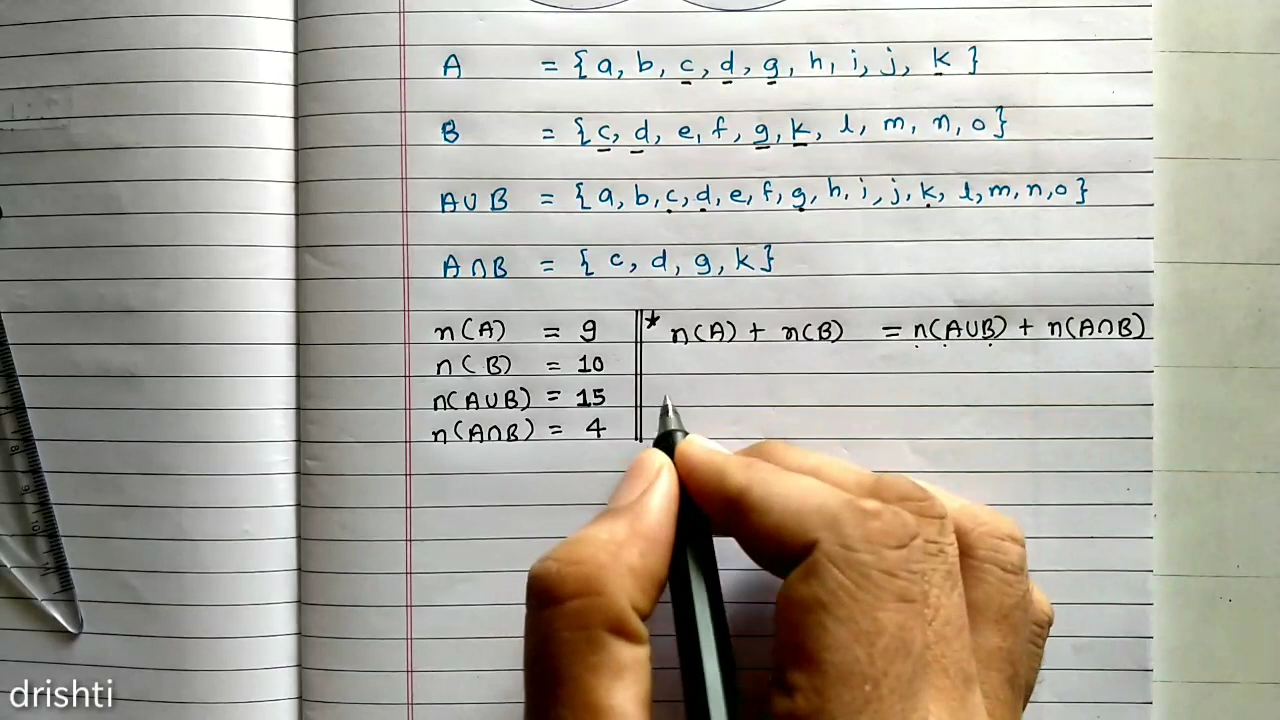 A = { a, b, c, d, g, h, i, j, k }
B = { c, d, e, f, g, k, l, m, n, o }
A∪B = { a, b, c, d, e, f, g, h, i, j, k, l, m, n, o }
A∩B = { c, d, g, k }
n(A) = 9
n(B) = 10
n(A∪B) = 15
n(A∩B) = 4
* n(A) + n(B) = n(A∪B) + n(A∩B)
drishti